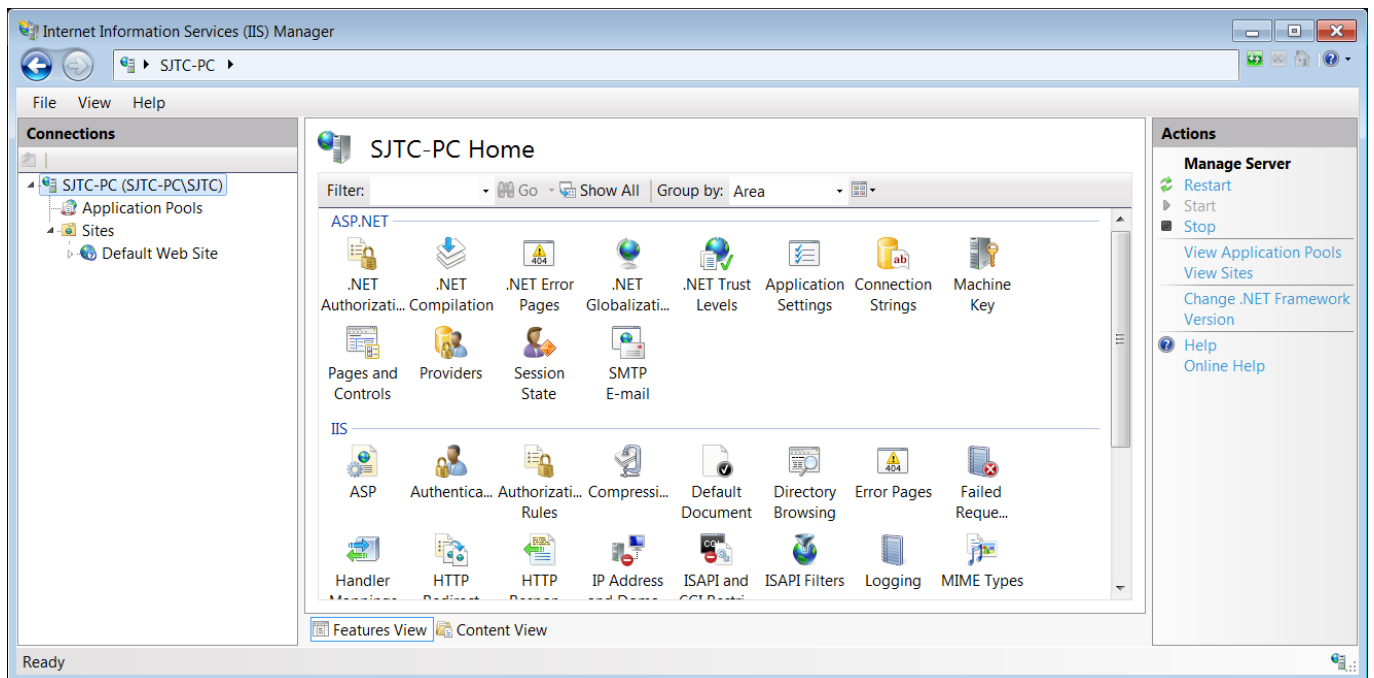 Internet Information Services (IIS) Manager
SJTC-PC
File View Help
Connections
SJTC-PC (SJTC-PC\SJTC)
Application Pools
Sites
Default Web Site
SJTC-PC Home
Filter: Go Show All Group by: Area
ASP.NET
.NET .NET .NET Error .NET .NET Trust Application Connection Machine
Authorizati... Compilation Pages Globalizati... Levels Settings Strings Key
Pages and Providers Session SMTP
Controls State E-mail
IIS
ASP Authentica... Authorizati... Compressi... Default Directory Error Pages Failed
Rules Document Browsing Reque...
Handler HTTP HTTP IP Address ISAPI and ISAPI Filters Logging MIME Types
Features View Content View
Actions
Manage Server
Restart
Start
Stop
View Application Pools
View Sites
Change .NET Framework
Version
Help
Online Help
Ready